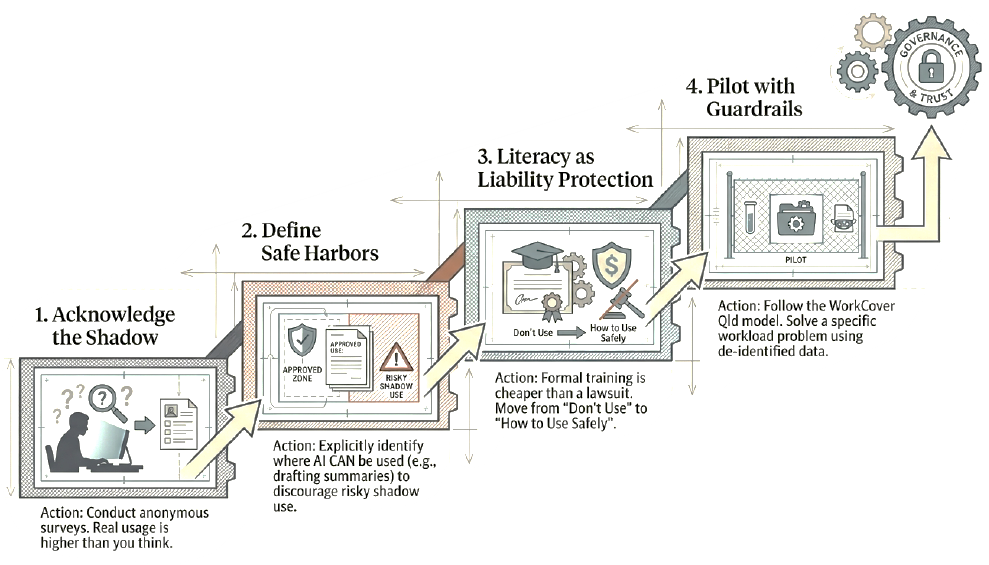 1. Acknowledge
the Shadow
Action: Conduct anonymous
surveys. Real usage is
higher than you think.
2. Define
Safe Harbors
APPROVED
ZONE
APPROVED
USE:
RISKY
SHADOW
USE
Action: Explicitly identify
where AI CAN be used (e.g.,
drafting summaries) to
discourage risky shadow
use.
3. Literacy as
Liability Protection
$
Don't Use
How to Use
Safely
Action: Formal training is
cheaper than a lawsuit.
Move from “Don't Use” to
“How to Use Safely”.
4. Pilot with
Guardrails
PILOT
Action: Follow the WorkCover
Qld model. Solve a specific
workload problem using
de-identified data.
GOVERNANCE
& TRUST